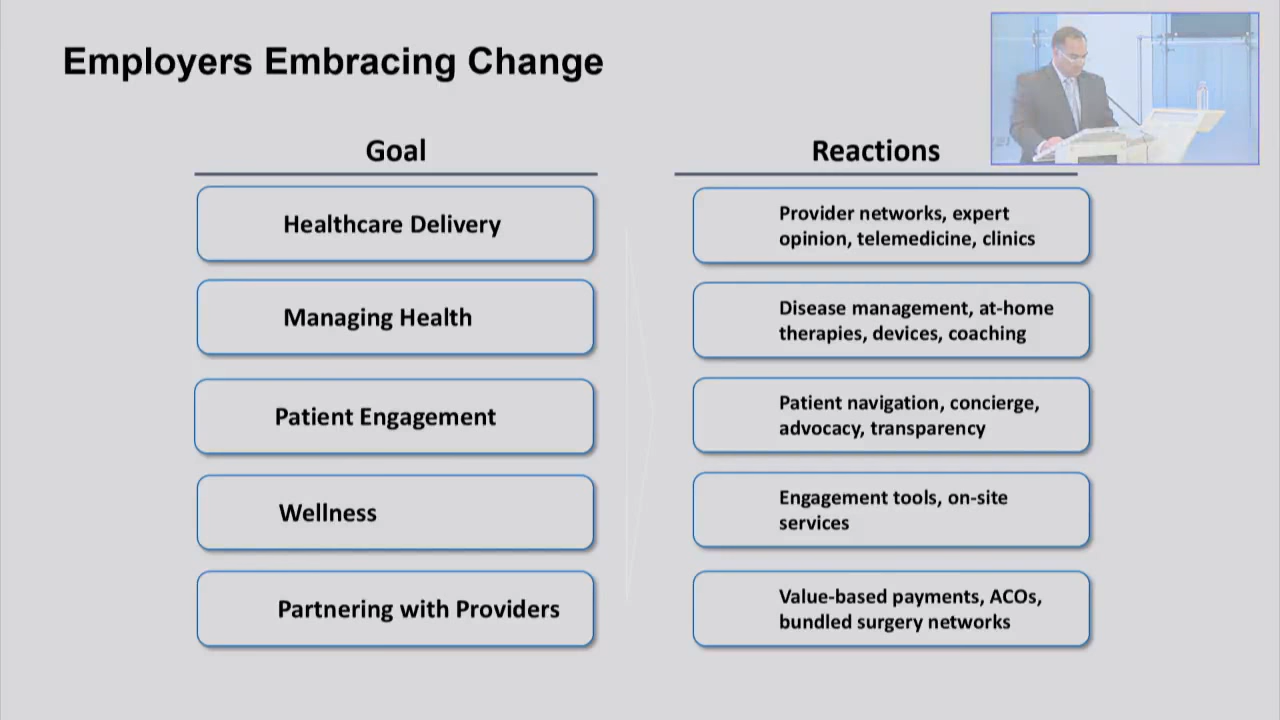 Employers Embracing Change
Goal
Reactions
Healthcare Delivery
Provider networks, expert
opinion, telemedicine, clinics
Managing Health
Disease management, at-home
therapies, devices, coaching
Patient Engagement
Patient navigation, concierge,
advocacy, transparency
Wellness
Engagement tools, on-site
services
Partnering with Providers
Value-based payments, ACOs,
bundled surgery networks